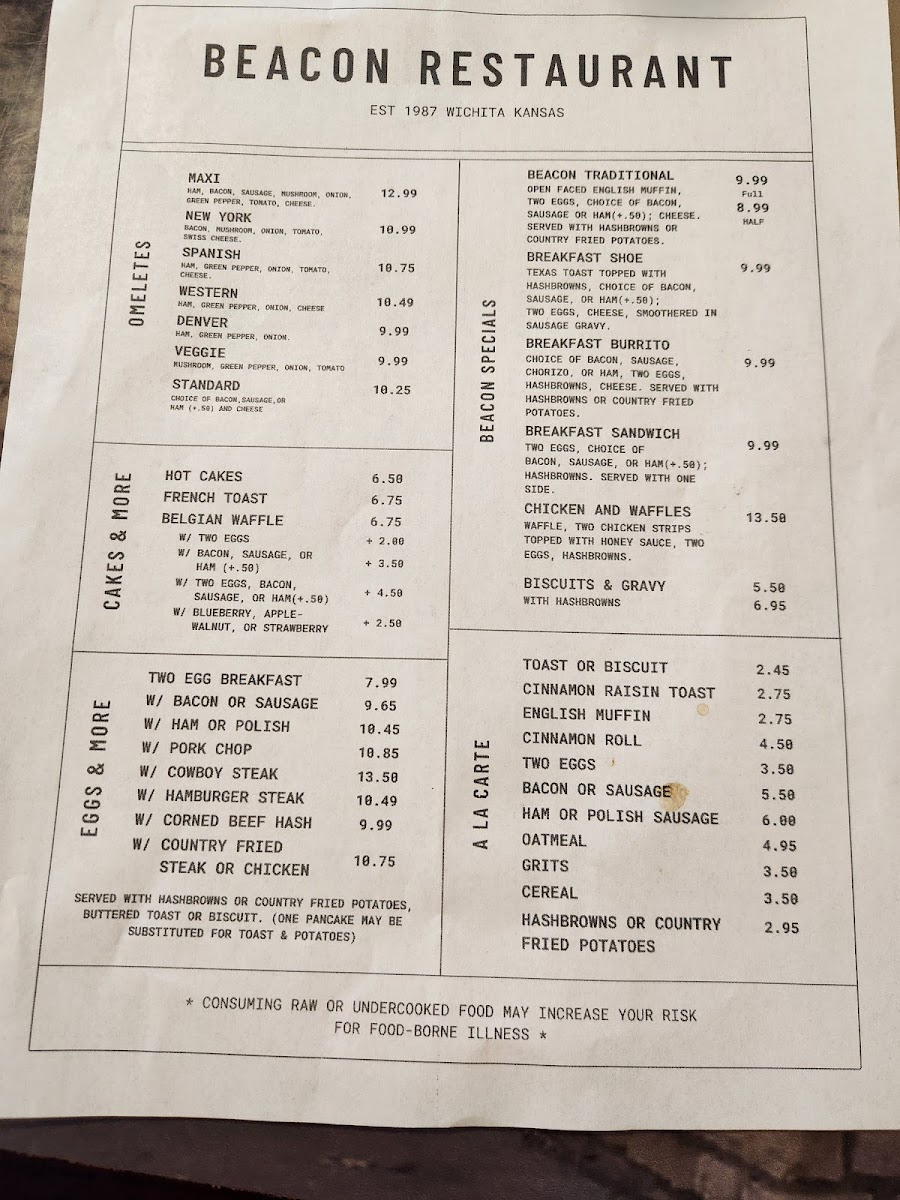 BEACON RESTAURANT
EST 1987 WICHITA KANSAS
OMELETES
MAXI 12.99
HAM, BACON, SAUSAGE, MUSHROOM, ONION,
GREEN PEPPER, TOMATO, CHEESE.
NEW YORK 10.99
BACON, MUSHROOM, ONION, TOMATO,
SWISS CHEESE.
SPANISH 10.75
HAM, GREEN PEPPER, ONION, TOMATO,
CHEESE.
WESTERN 10.49
HAM, GREEN PEPPER, ONION, CHEESE
DENVER 9.99
HAM, GREEN PEPPER, ONION.
VEGGIE 9.99
MUSHROOM, GREEN PEPPER, ONION, TOMATO
STANDARD 10.25
CHOICE OF BACON,SAUSAGE,OR
HAM (+.50) AND CHEESE
CAKES & MORE
HOT CAKES 6.50
FRENCH TOAST 6.75
BELGIAN WAFFLE 6.75
W/ TWO EGGS + 2.00
W/ BACON, SAUSAGE, OR
HAM (+.50) + 3.50
W/ TWO EGGS, BACON,
SAUSAGE, OR HAM(+.50) + 4.50
W/ BLUEBERRY, APPLE-
WALNUT, OR STRAWBERRY + 2.50
EGGS & MORE
TWO EGG BREAKFAST 7.99
W/ BACON OR SAUSAGE 9.65
W/ HAM OR POLISH 10.45
W/ PORK CHOP 10.85
W/ COWBOY STEAK 13.50
W/ HAMBURGER STEAK 10.49
W/ CORNED BEEF HASH 9.99
W/ COUNTRY FRIED
STEAK OR CHICKEN 10.75
SERVED WITH HASHBROWNS OR COUNTRY FRIED POTATOES,
BUTTERED TOAST OR BISCUIT. (ONE PANCAKE MAY BE
SUBSTITUTED FOR TOAST & POTATOES)
BEACON SPECIALS
BEACON TRADITIONAL 9.99
OPEN FACED ENGLISH MUFFIN, Full
TWO EGGS, CHOICE OF BACON, 8.99
SAUSAGE OR HAM(+.50); CHEESE. HALF
SERVED WITH HASHBROWNS OR
COUNTRY FRIED POTATOES.
BREAKFAST SHOE 9.99
TEXAS TOAST TOPPED WITH
HASHBROWNS, CHOICE OF BACON,
SAUSAGE, OR HAM(+.50);
TWO EGGS, CHEESE, SMOOTHERED IN
SAUSAGE GRAVY.
BREAKFAST BURRITO
CHOICE OF BACON, SAUSAGE, 9.99
CHORIZO, OR HAM, TWO EGGS,
HASHBROWNS, CHEESE. SERVED WITH
HASHBROWNS OR COUNTRY FRIED
POTATOES.
BREAKFAST SANDWICH 9.99
TWO EGGS, CHOICE OF
BACON, SAUSAGE, OR HAM(+.50);
HASHBROWNS. SERVED WITH ONE
SIDE.
CHICKEN AND WAFFLES 13.50
WAFFLE, TWO CHICKEN STRIPS
TOPPED WITH HONEY SAUCE, TWO
EGGS, HASHBROWNS.
BISCUITS & GRAVY 5.50
WITH HASHBROWNS 6.95
A LA CARTE
TOAST OR BISCUIT 2.45
CINNAMON RAISIN TOAST 2.75
ENGLISH MUFFIN 2.75
CINNAMON ROLL 4.50
TWO EGGS 3.50
BACON OR SAUSAGE 5.50
HAM OR POLISH SAUSAGE 6.00
OATMEAL 4.95
GRITS 3.50
CEREAL 3.50
HASHBROWNS OR COUNTRY 2.95
FRIED POTATOES
* CONSUMING RAW OR UNDERCOOKED FOOD MAY INCREASE YOUR RISK
FOR FOOD-BORNE ILLNESS *